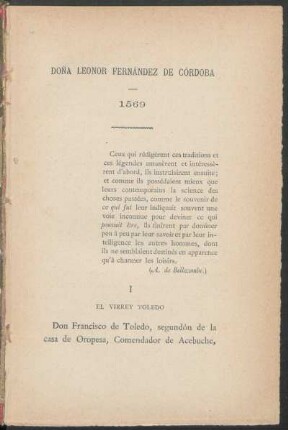 DOÑA LEONOR FERNÁNDEZ DE CÓRDOBA
1569
Ceux qui rédigèrent ces traditions et
ces légendes amusèrent et intéressè-
rent d'abord, ils instruisirent ensuite;
et comme ils possédaient mieux que
leurs contemporains la science des
choses passées, comme le souvenir de
ce qui fut leur indiquait souvent une
voie inconnue pour deviner ce qui
pouvait être, ils finirent par dominer
peu à peu par leur savoir et par leur in-
telligence les autres hommes, dont
ils ne semblaient destinés en apparence
qu'à charmer les loisirs.
(A. de Bellecombe.)
I
EL VIRREY TOLEDO
Don Francisco de Toledo, segundón de la
casa de Oropesa, Comendador de Acebuche,